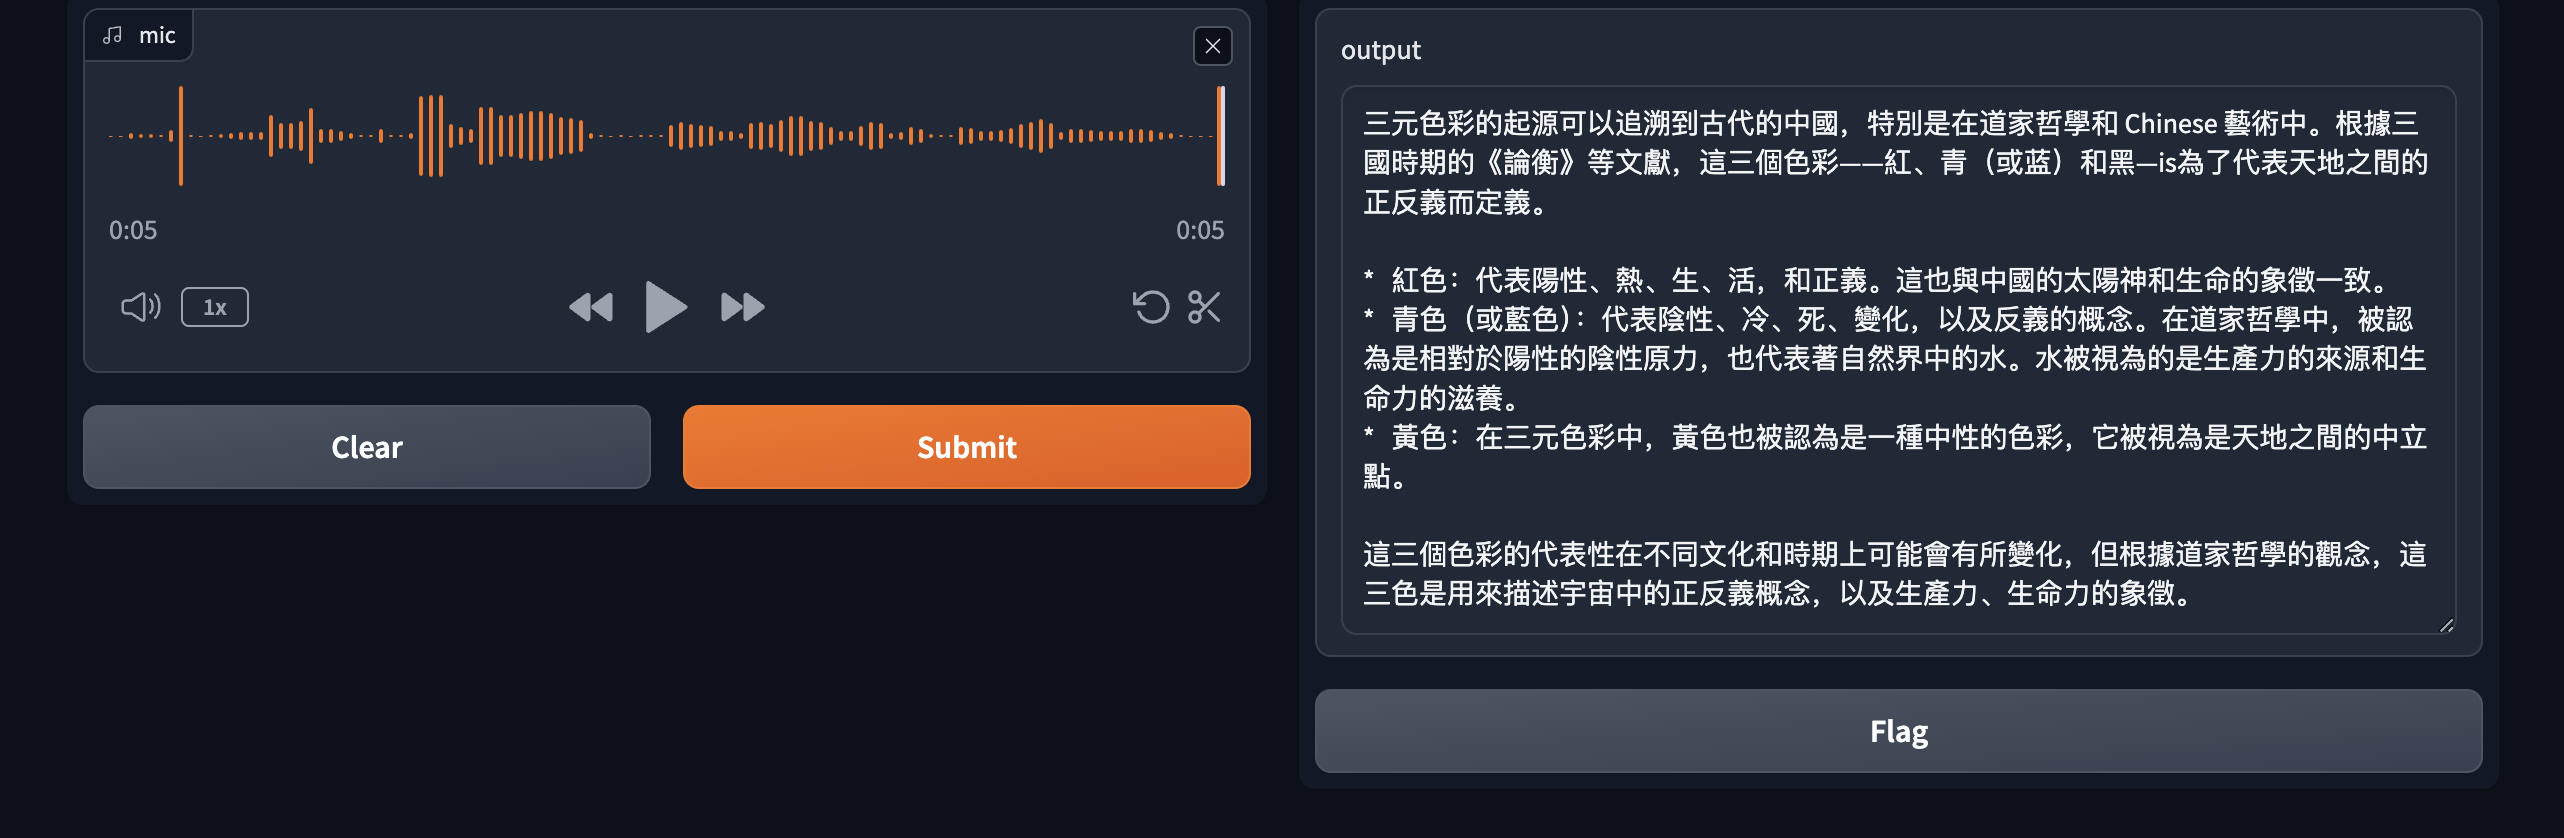 mic
0:05
0:05
1x
Clear
Submit
output
三元色彩的起源可以追溯到古代的中國，特別是在道家哲學和 Chinese 藝術中。根據三
國時期的《論衡》等文獻，這三個色彩——紅、青（或蓝）和黑—is為了代表天地之間的
正反義而定義。
* 紅色：代表陽性、熱、生、活，和正義。這也與中國的太陽神和生命的象徵一致。
* 青色（或藍色）：代表陰性、冷、死、變化，以及反義的概念。在道家哲學中，被認
為是相對於陽性的陰性原力，也代表著自然界中的水。水被視為的是生產力的來源和生
命力的滋養。
* 黃色：在三元色彩中，黃色也被認為是一種中性的色彩，它被視為是天地之間的中立
點。
這三個色彩的代表性在不同文化和時期上可能會有所變化，但根據道家哲學的觀念，這
三色是用來描述宇宙中的正反義概念，以及生產力、生命力的象徵。
Flag